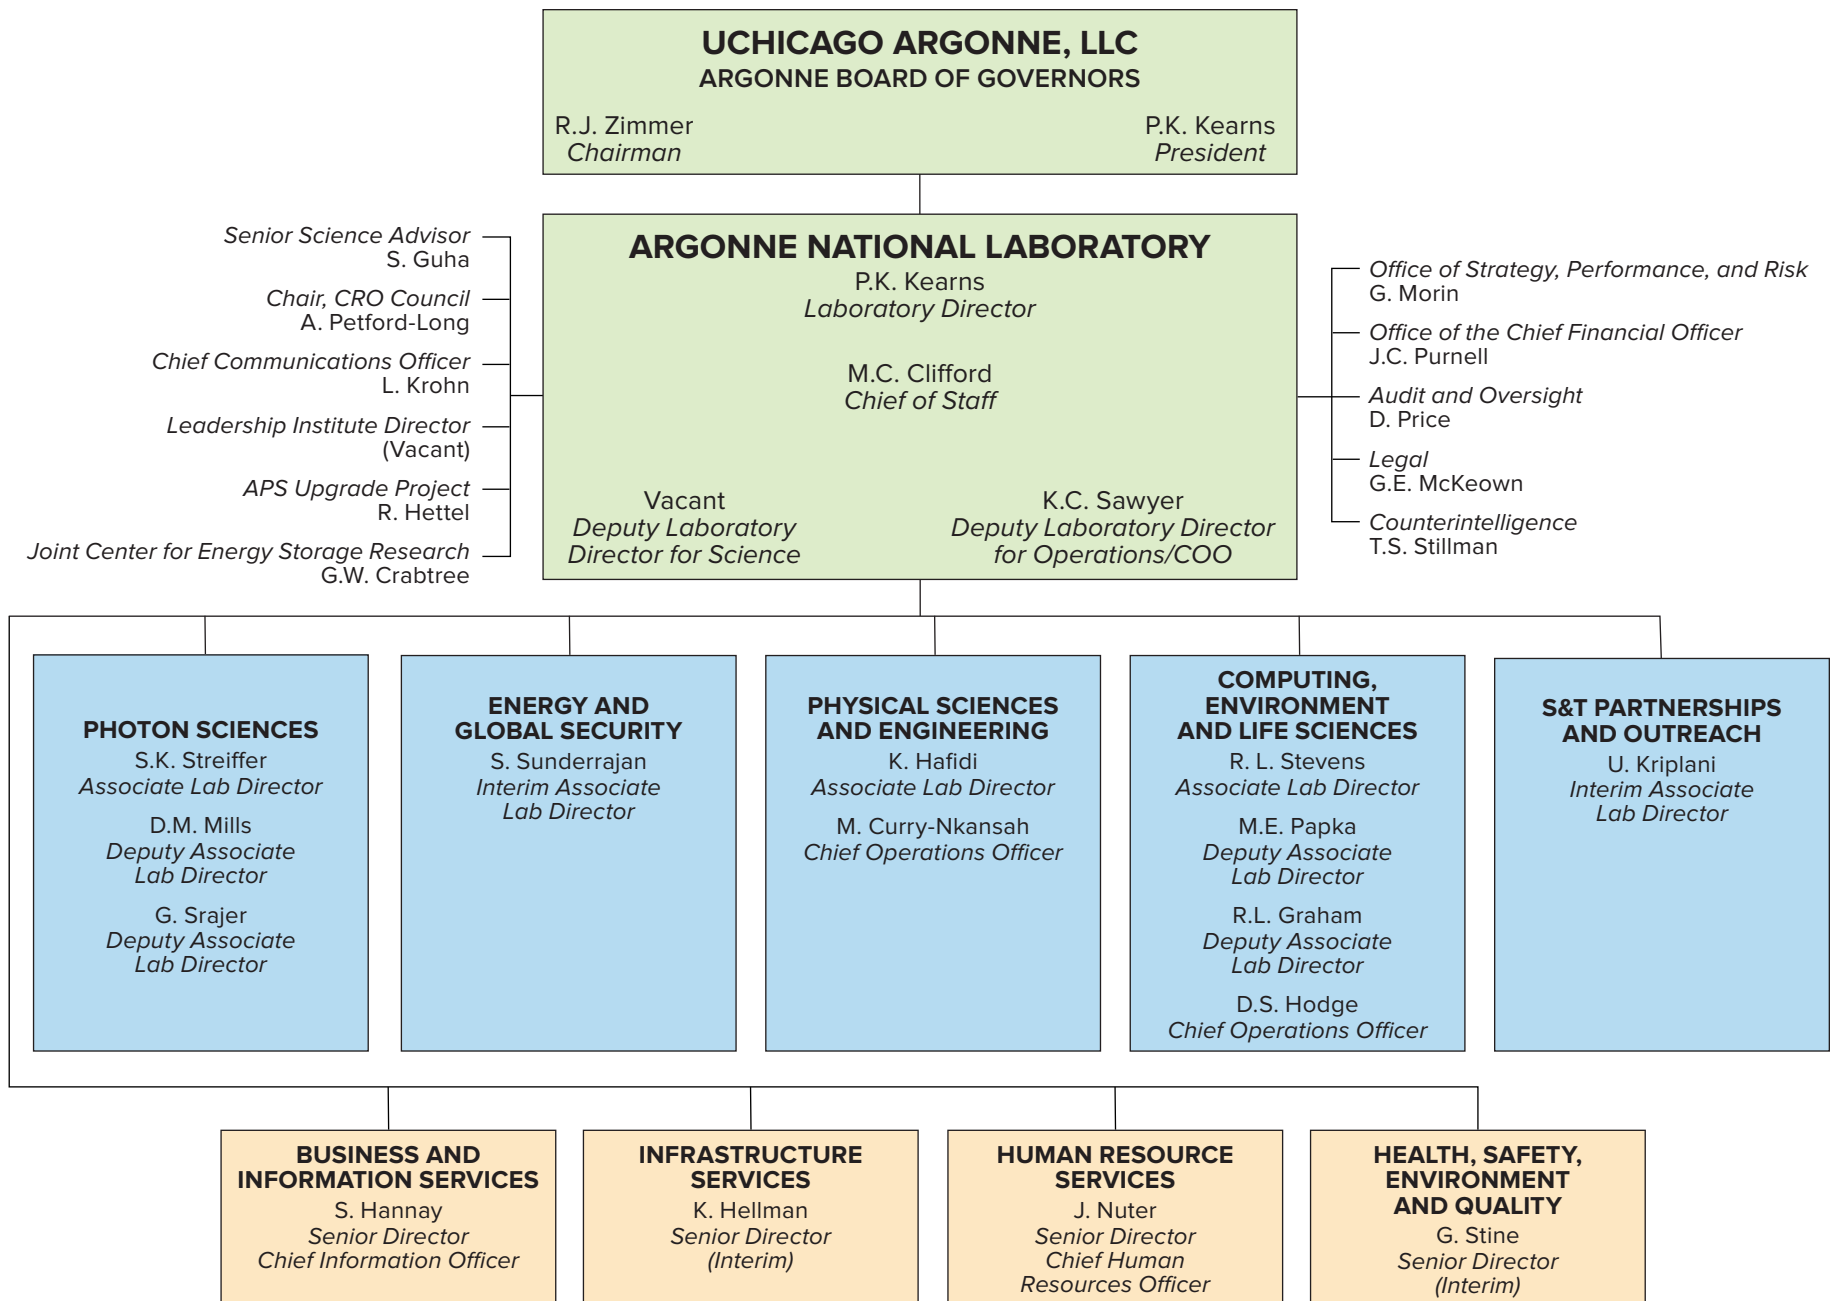 UCHICAGO ARGONNE, LLC
ARGONNE BOARD OF GOVERNORS
R.J. Zimmer
Chairman
P.K. Kearns
President
Senior Science Advisor
S. Guha
Chair, CRO Council
A. Petford-Long
Chief Communications Officer
L. Krohn
Leadership Institute Director
(Vacant)
APS Upgrade Project
R. Hettel
Joint Center for Energy Storage Research
G.W. Crabtree
ARGONNE NATIONAL LABORATORY
P.K. Kearns
Laboratory Director
M.C. Clifford
Chief of Staff
Vacant
Deputy Laboratory
Director for Science
K.C. Sawyer
Deputy Laboratory Director
for Operations/COO
Office of Strategy, Performance, and Risk
G. Morin
Office of the Chief Financial Officer
J.C. Purnell
Audit and Oversight
D. Price
Legal
G.E. McKeown
Counterintelligence
T.S. Stillman
PHOTON SCIENCES
S.K. Streiffer
Associate Lab Director
D.M. Mills
Deputy Associate
Lab Director
G. Srajer
Deputy Associate
Lab Director
ENERGY AND
GLOBAL SECURITY
S. Sunderrajan
Interim Associate
Lab Director
PHYSICAL SCIENCES
AND ENGINEERING
K. Hafidi
Associate Lab Director
M. Curry-Nkansah
Chief Operations Officer
COMPUTING,
ENVIRONMENT
AND LIFE SCIENCES
R. L. Stevens
Associate Lab Director
M.E. Papka
Deputy Associate
Lab Director
R.L. Graham
Deputy Associate
Lab Director
D.S. Hodge
Chief Operations Officer
S&T PARTNERSHIPS
AND OUTREACH
U. Kriplani
Interim Associate
Lab Director
BUSINESS AND
INFORMATION SERVICES
S. Hannay
Senior Director
Chief Information Officer
INFRASTRUCTURE
SERVICES
K. Hellman
Senior Director
(Interim)
HUMAN RESOURCE
SERVICES
J. Nuter
Senior Director
Chief Human
Resources Officer
HEALTH, SAFETY,
ENVIRONMENT
AND QUALITY
G. Stine
Senior Director
(Interim)